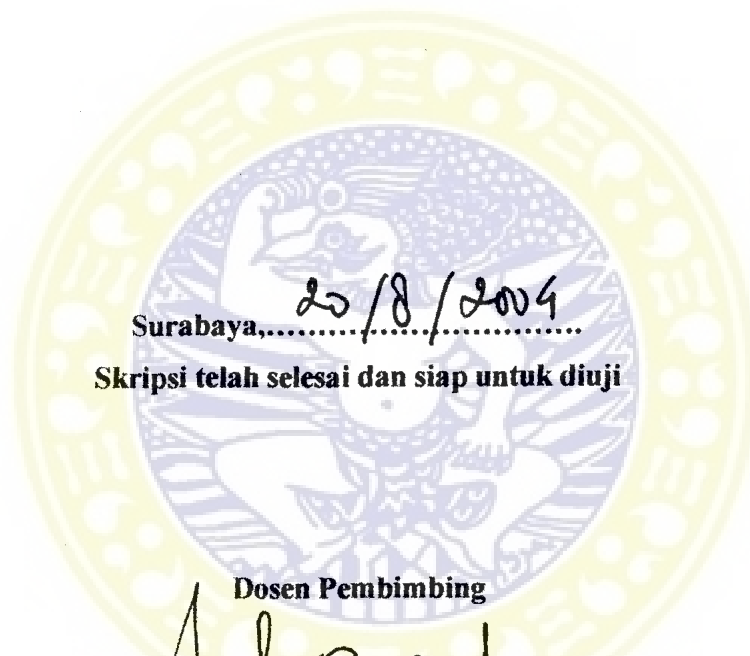 Surabaya,...... 20/8/2004
Skripsi telah selesai dan siap untuk diuji
Dosen Pembimbing